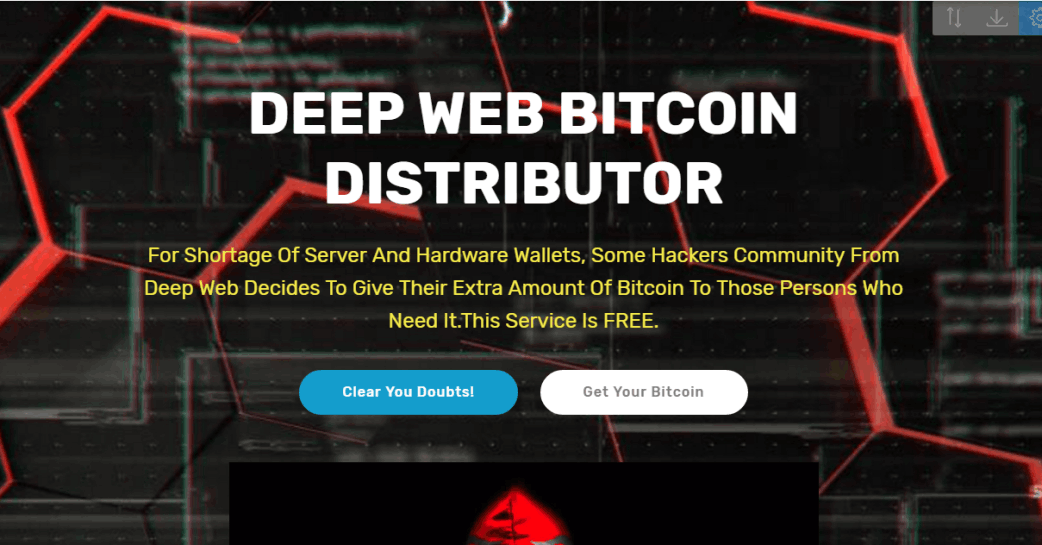 DEEP WEB BITCOIN
DISTRIBUTOR
For Shortage Of Server And Hardware Wallets, Some Hackers Community From
Deep Web Decides To Give Their Extra Amount Of Bitcoin To Those Persons Who
Need It.This Service Is FREE.
Clear You Doubts!
Get Your Bitcoin